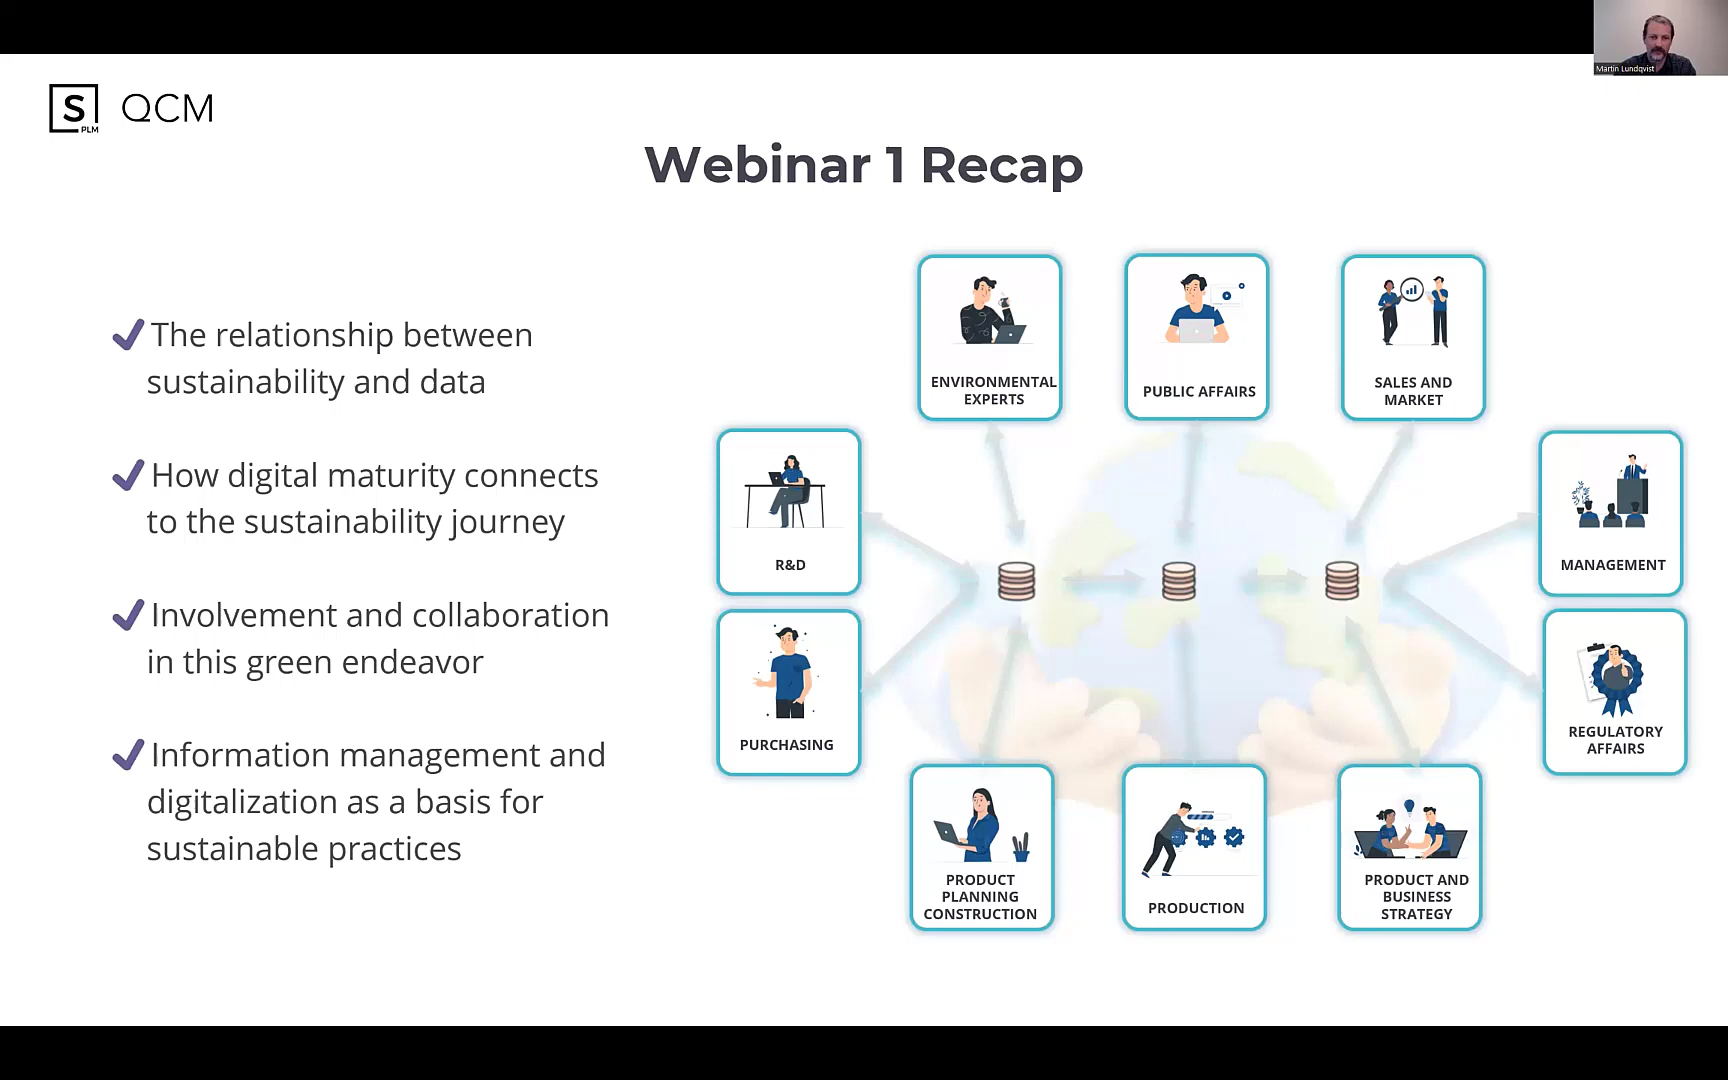 Martin Lundqvist
S
PLM
QCM
Webinar 1 Recap
The relationship between
sustainability and data
How digital maturity connects
to the sustainability journey
Involvement and collaboration
in this green endeavor
Information management and
digitalization as a basis for
sustainable practices
ENVIRONMENTAL
EXPERTS
PUBLIC AFFAIRS
SALES AND
MARKET
R&D
MANAGEMENT
PURCHASING
REGULATORY
AFFAIRS
PRODUCT
PLANNING
CONSTRUCTION
PRODUCTION
PRODUCT AND
BUSINESS
STRATEGY